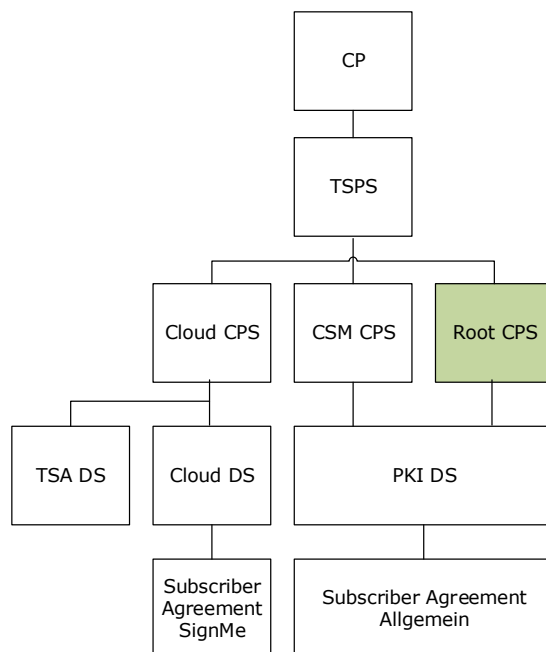 CP
TSPS
Cloud CPS
CSM CPS
Root CPS
TSA DS
Cloud DS
PKI DS
Subscriber
Agreement
SignMe
Subscriber Agreement
Allgemein